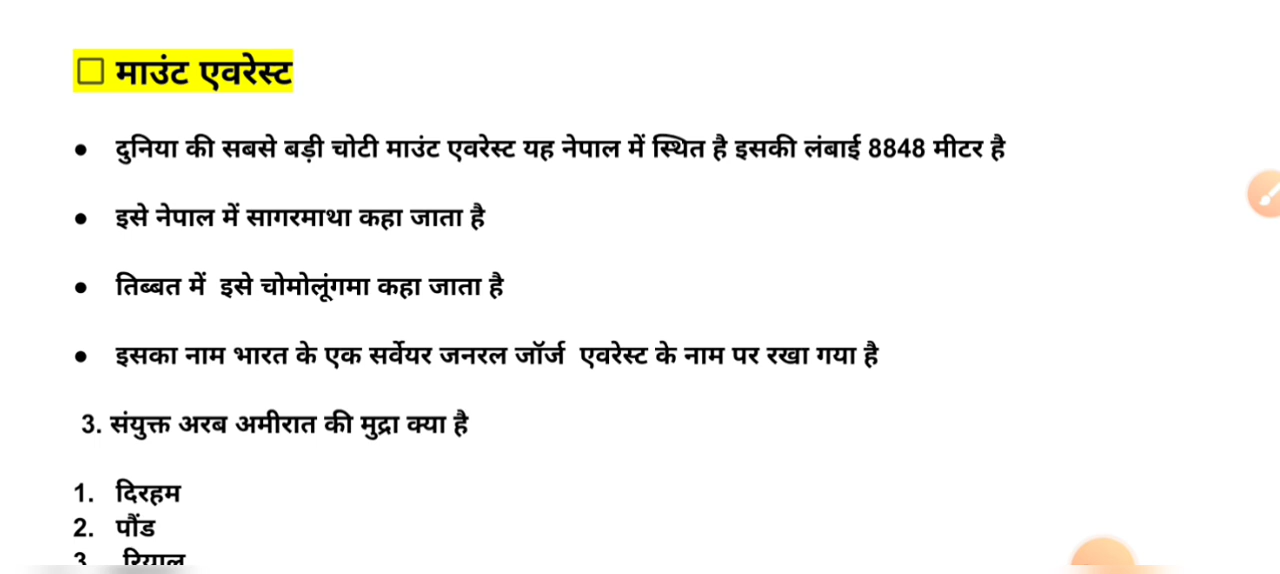 ☐ माउंट एवरेस्ट
● दुनिया की सबसे बड़ी चोटी माउंट एवरेस्ट यह नेपाल में स्थित है इसकी लंबाई 8848 मीटर है
● इसे नेपाल में सागरमाथा कहा जाता है
● तिब्बत में इसे चोमोलूंगमा कहा जाता है
● इसका नाम भारत के एक सर्वेयर जनरल जॉर्ज एवरेस्ट के नाम पर रखा गया है
3. संयुक्त अरब अमीरात की मुद्रा क्या है
1. दिरहम
2. पौंड
3. रियाल